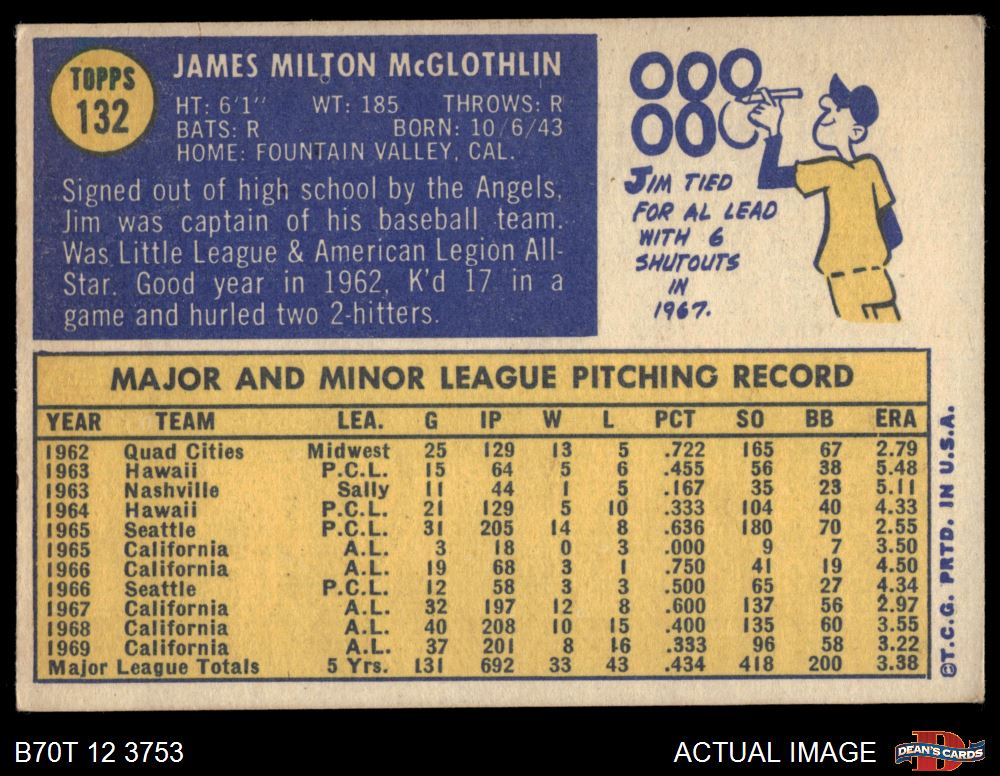 TOPPS
132
JAMES MILTON McGLOTHLIN
HT: 6'1" WT: 185 THROWS: R
BATS: R BORN: 10/6/43
HOME: FOUNTAIN VALLEY, CAL.
Signed out of high school by the Angels,
Jim was captain of his baseball team.
Was Little League & American Legion All-
Star. Good year in 1962, K'd 17 in a
game and hurled two 2-hitters.
JIM TIED
FOR AL LEAD
WITH 6
SHUTOUTS
IN
1967.
MAJOR AND MINOR LEAGUE PITCHING RECORD
YEAR TEAM LEA. G IP W L PCT SO BB ERA
1962 Quad Cities Midwest 25 129 13 5 .722 165 67 2.79
1963 Hawaii P.C.L. 15 64 5 6 .455 56 38 5.48
1963 Nashville Sally 11 44 1 5 .167 35 23 5.11
1964 Hawaii P.C.L. 21 129 5 10 .333 104 40 4.33
1965 Seattle P.C.L. 31 205 14 8 .636 180 70 2.55
1965 California A.L. 3 18 0 3 .000 9 7 3.50
1966 California A.L. 19 68 3 1 .750 41 19 4.50
1966 Seattle P.C.L. 12 58 3 3 .500 65 27 4.34
1967 California A.L. 32 197 12 8 .600 137 56 2.97
1968 California A.L. 40 208 10 15 .400 135 60 3.55
1969 California A.L. 37 201 8 16 .333 96 58 3.22
Major League Totals 5 Yrs. 131 692 33 43 .434 418 200 3.38
©T.C.G. PRTD. IN U.S.A.
B70T 12 3753
ACTUAL IMAGE
DEAN'S CARDS